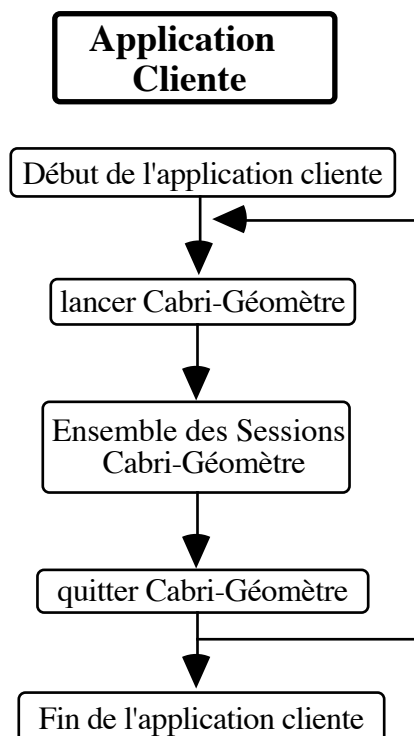 Application
Cliente
Début de l'application cliente
lancer Cabri-Géomètre
Ensemble des Sessions
Cabri-Géomètre
quitter Cabri-Géomètre
Fin de l'application cliente